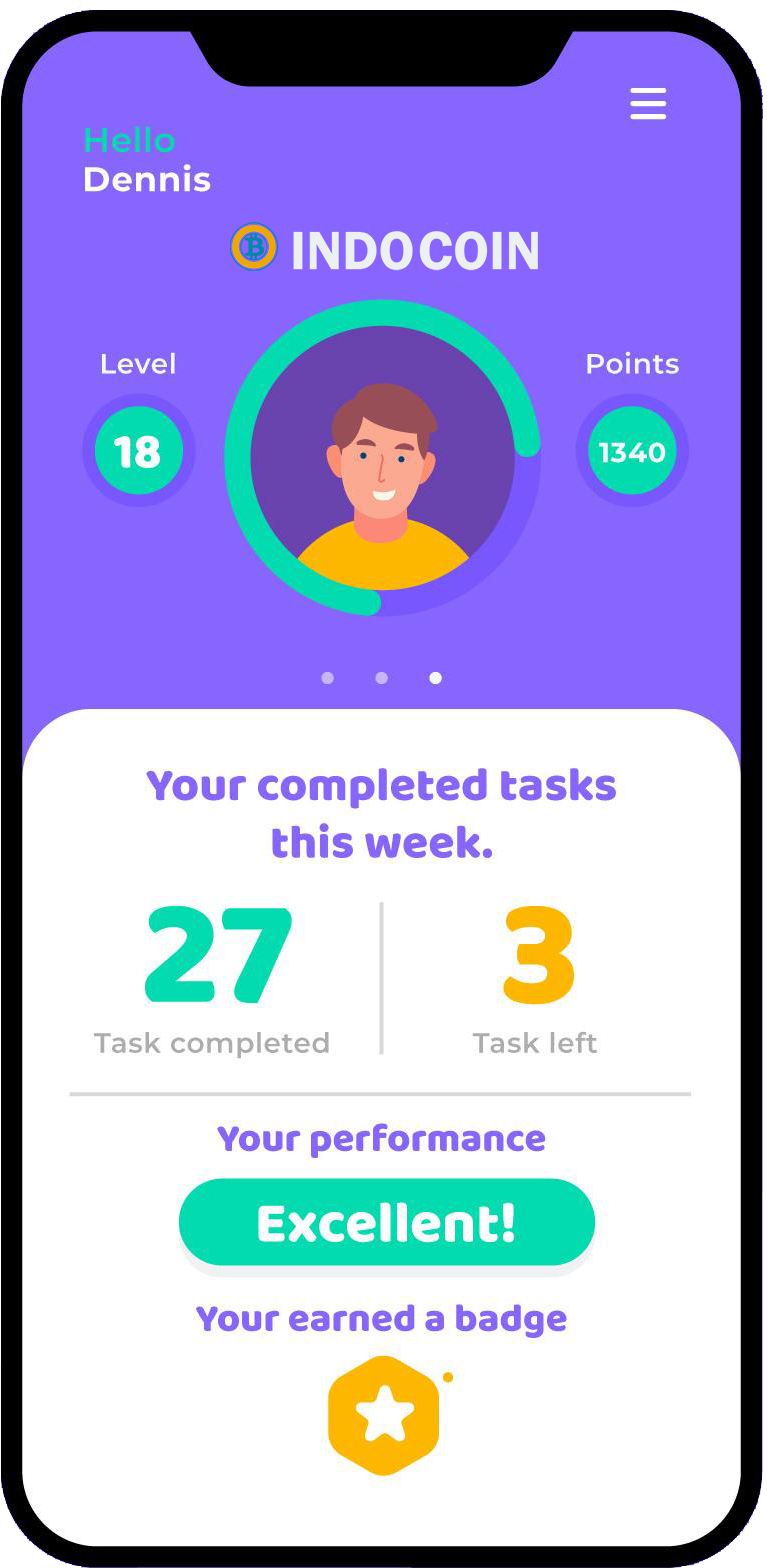 Hello
Dennis
INDOCOIN
Level
Points
18
1340
Your completed tasks
this week.
27
3
Task completed
Task left
Your performance
Excellent!
Your earned a badge